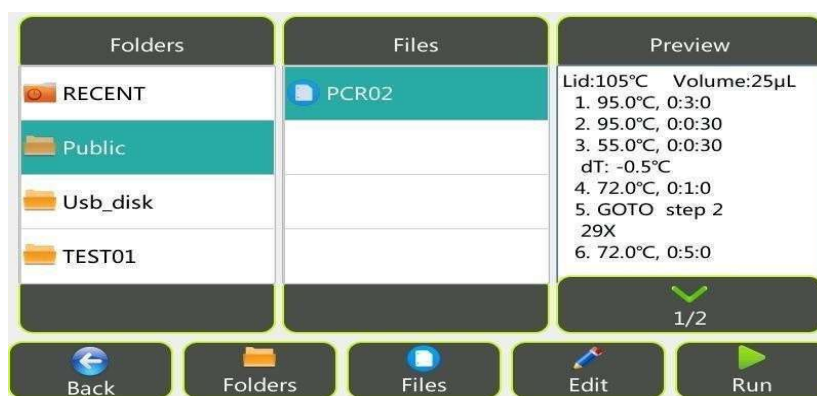 Folders
Files
Preview
RECENT
Public
Usb_disk
TEST01
PCR02
Lid:105℃ Volume:25µL
1. 95.0℃, 0:3:0
2. 95.0℃, 0:0:30
3. 55.0℃, 0:0:30
dT: -0.5℃
4. 72.0℃, 0:1:0
5. GOTO step 2
29X
6. 72.0℃, 0:5:0
1/2
Back
Folders
Files
Edit
Run